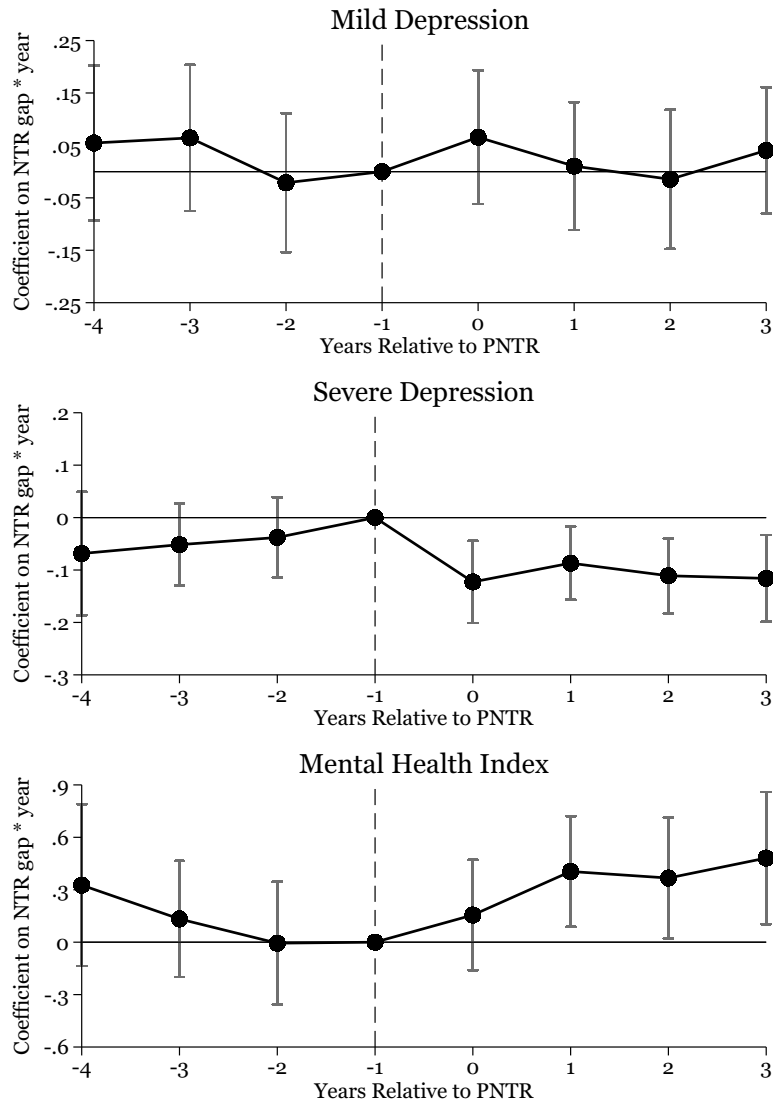 Mild Depression
Coefficient on NTR gap * year
.25
.15
.05
-.05
-.15
-.25
-4 -3 -2 -1 0 1 2 3
Years Relative to PNTR
Severe Depression
Coefficient on NTR gap * year
.2
.1
0
-.1
-.2
-.3
-4 -3 -2 -1 0 1 2 3
Years Relative to PNTR
Mental Health Index
Coefficient on NTR gap * year
.9
.6
.3
0
-.3
-.6
-4 -3 -2 -1 0 1 2 3
Years Relative to PNTR